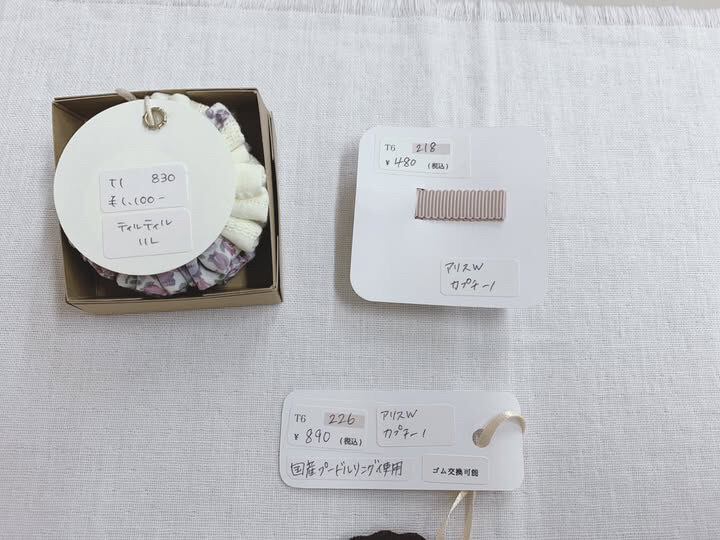 T1 830
¥1,100-
ティルティル
11L
T6 218
¥ 480 (税込)
アリスW
カプチーノ
T6 226
¥ 890 (税込)
アリスW
カプチーノ
国産プードルリング使用
ゴム交換可能